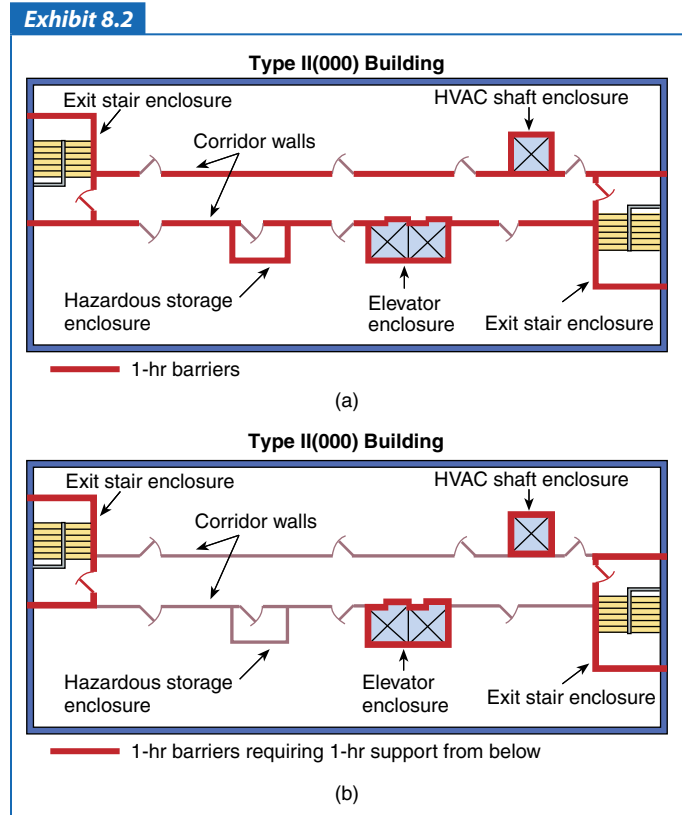 Exhibit 8.2
Type II(000) Building
Exit stair enclosure
HVAC shaft enclosure
Corridor walls
Hazardous storage
enclosure
Elevator
enclosure
Exit stair enclosure
1-hr barriers
(a)
Type II(000) Building
Exit stair enclosure
HVAC shaft enclosure
Corridor walls
Hazardous storage
enclosure
Elevator
enclosure
Exit stair enclosure
1-hr barriers requiring 1-hr support from below
(b)